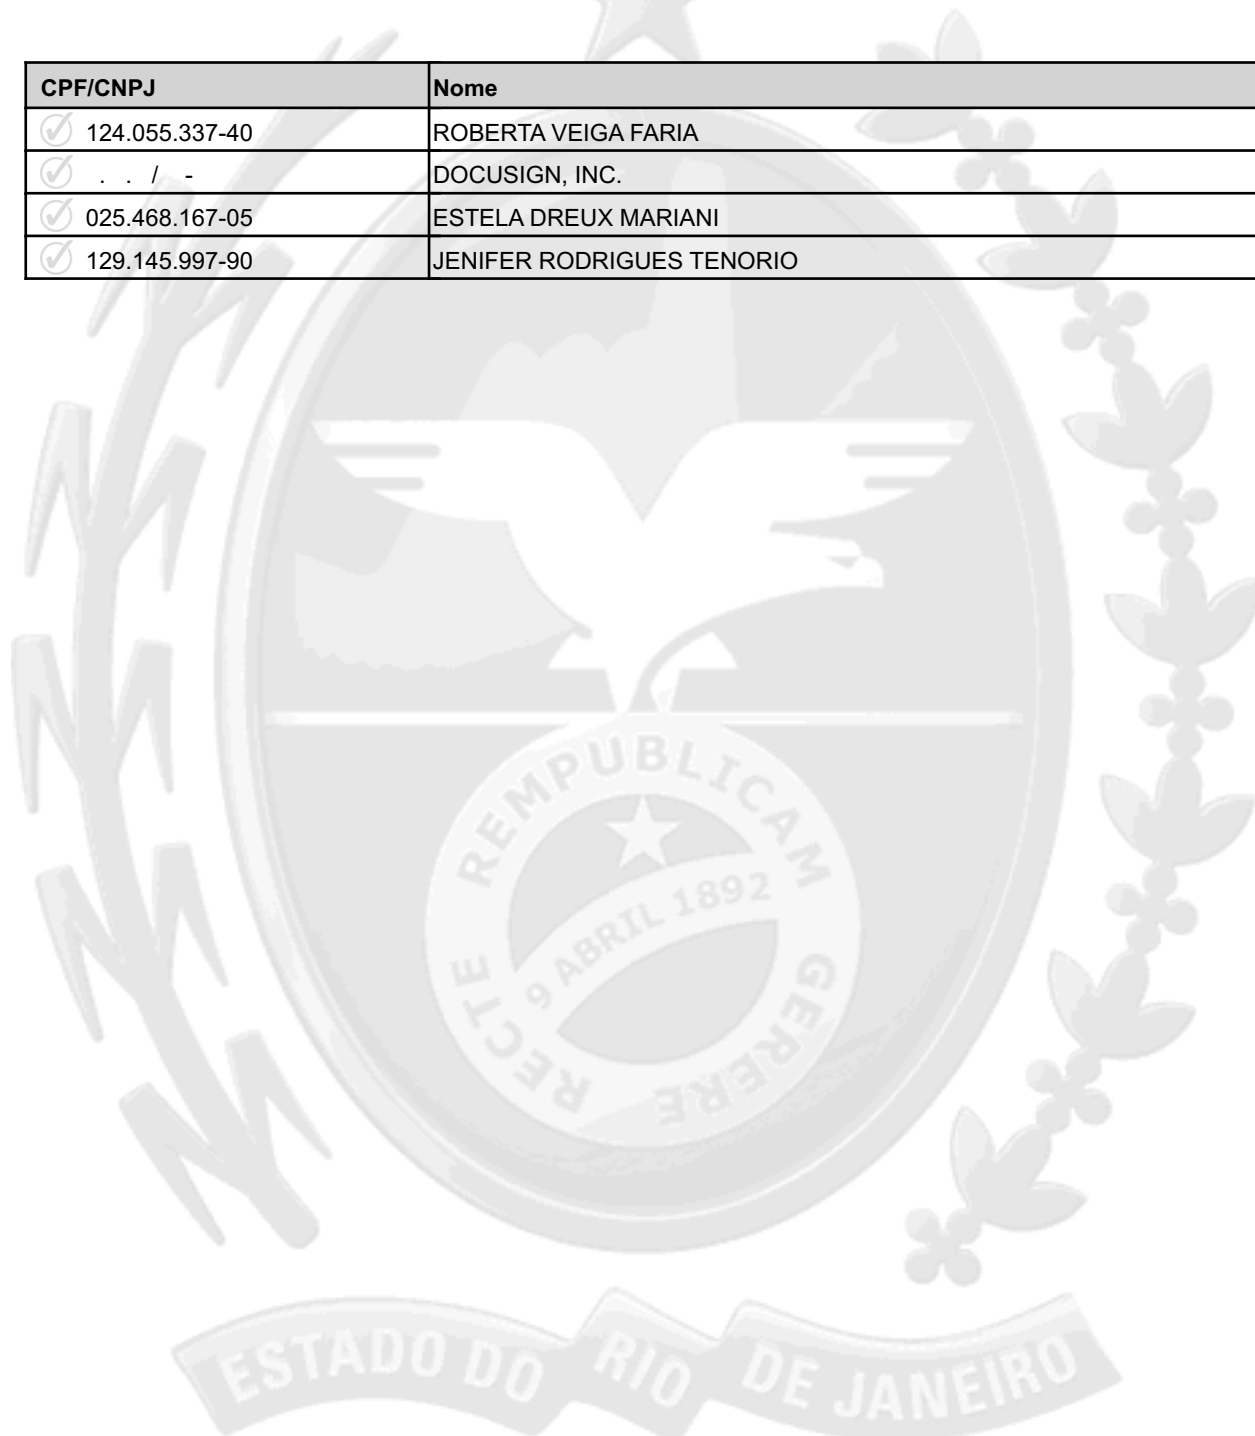 CPF/CNPJ Nome
124.055.337-40 ROBERTA VEIGA FARIA
. . / - DOCUSIGN, INC.
025.468.167-05 ESTELA DREUX MARIANI
129.145.997-90 JENIFER RODRIGUES TENORIO
RECTE REMPUBLICAM GERERE
9 ABRIL 1892
ESTADO DO RIO DE JANEIRO